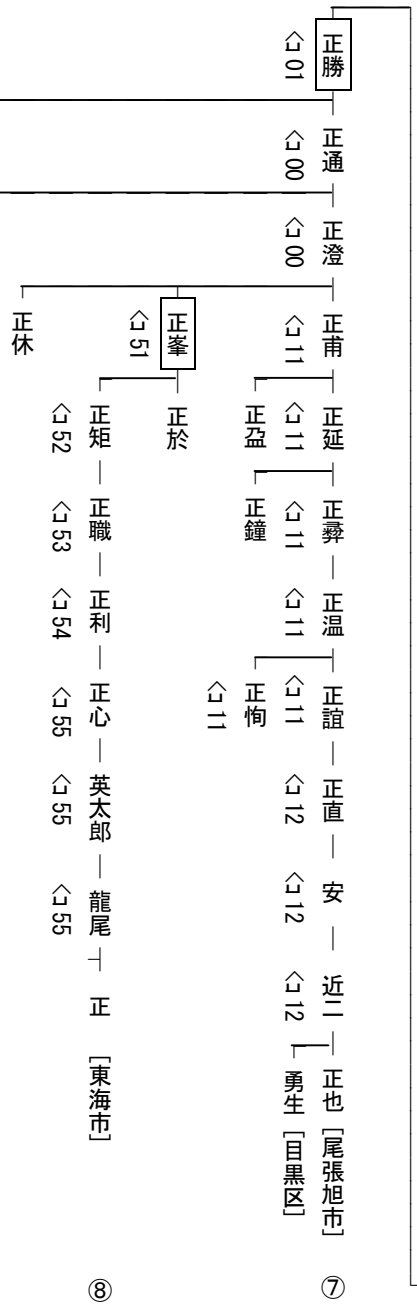 正勝 — 正通 — 正澄 — 正甫 — 正延 — 正彛 — 正温 — 正誼 — 正直 — 安 — 近二 — 正也 [尾張旭市] ⑦
⇧01 ⇧00 ⇧00 ⇧11 ⇧11 ⇧11 ⇧11 ⇧11 ⇧12 ⇧12 ⇧12
正盈 正鐘 正恂 勇生 [目黒区]
⇧11
正峯 正於
⇧51
正矩 — 正職 — 正利 — 正心 — 英太郎 — 龍尾 正 [東海市] ⑧
⇧52 ⇧53 ⇧54 ⇧55 ⇧55 ⇧55
正休